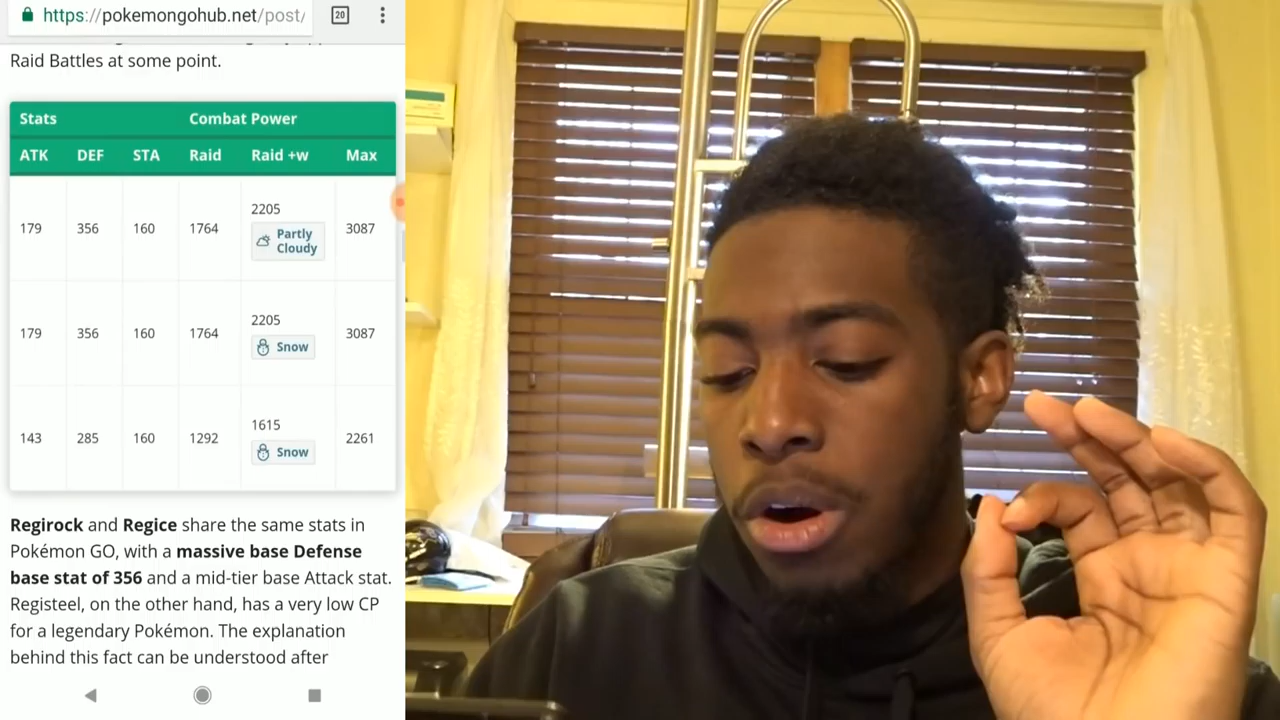 https://pokemongohub.net/post/
20
Raid Battles at some point.
Stats Combat Power
ATK DEF STA Raid Raid +w Max
179 356 160 1764 2205 Partly Cloudy 3087
179 356 160 1764 2205 Snow 3087
143 285 160 1292 1615 Snow 2261
Regirock and Regice share the same stats in
Pokémon GO, with a massive base Defense
base stat of 356 and a mid-tier base Attack stat.
Registeel, on the other hand, has a very low CP
for a legendary Pokémon. The explanation
behind this fact can be understood after